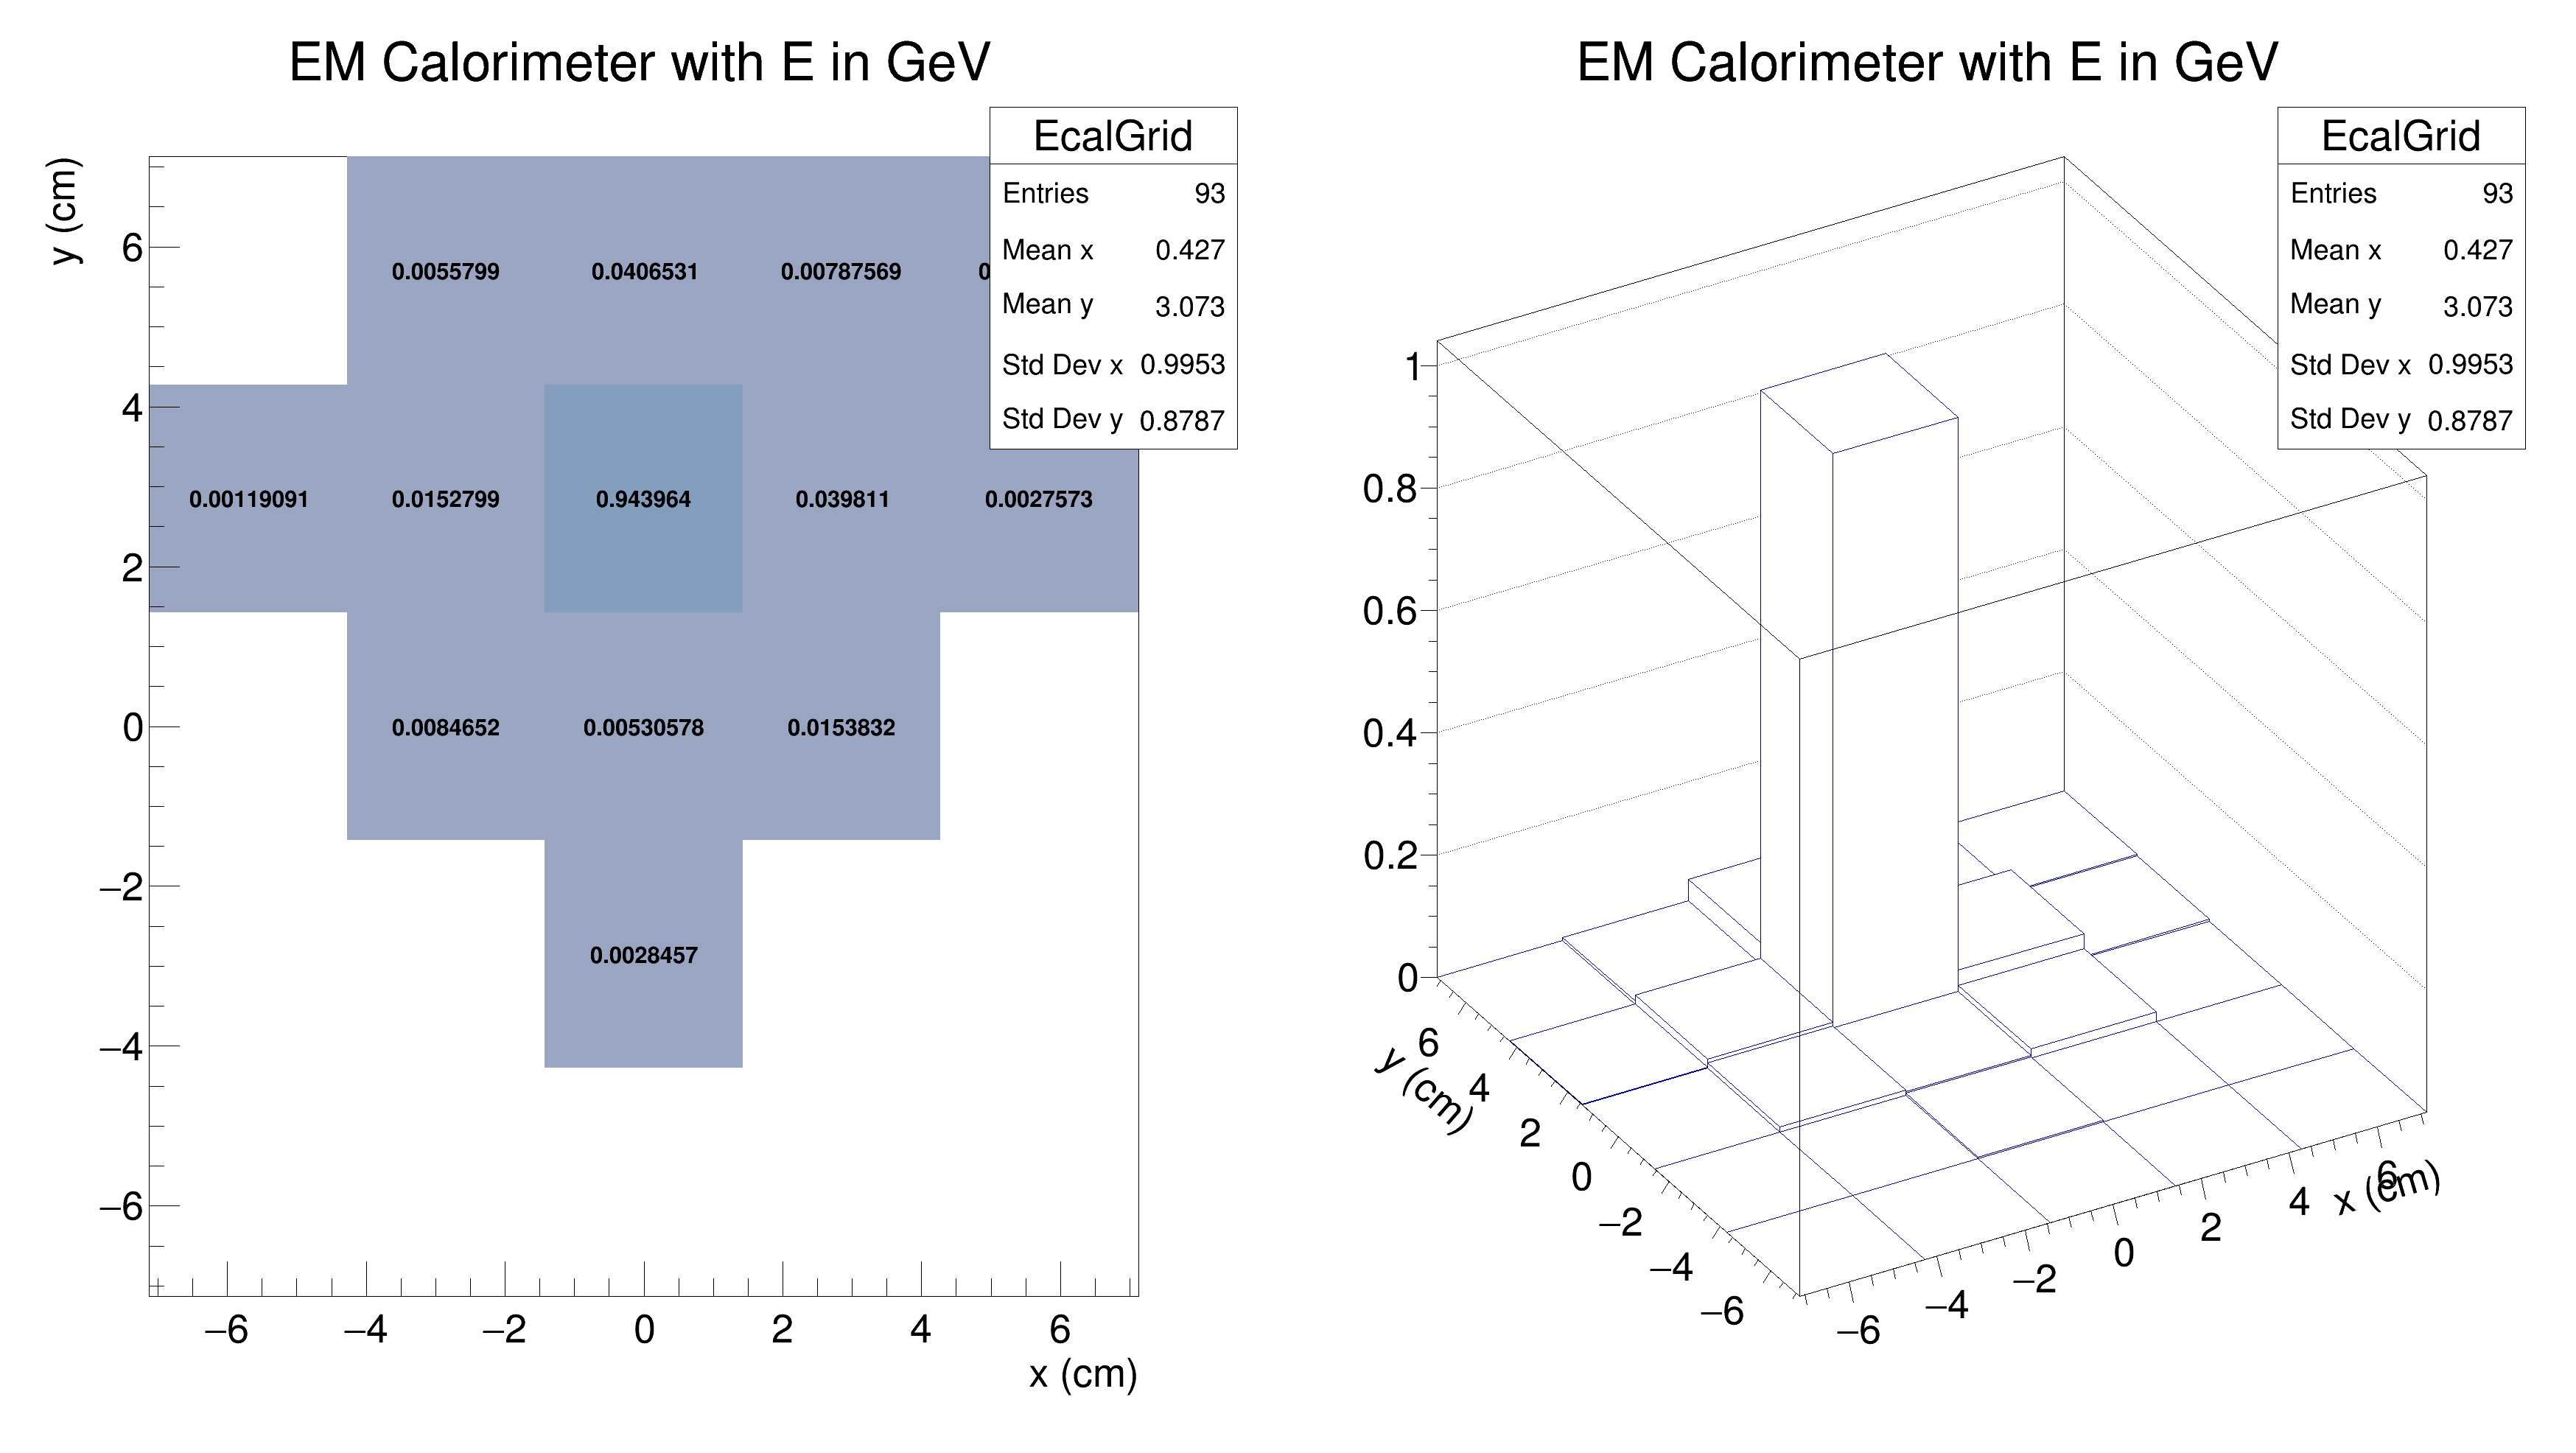 EM Calorimeter with E in GeV
EcalGrid
Entries 93
Mean x 0.427
Mean y 3.073
Std Dev x 0.9953
Std Dev y 0.8787
y (cm)
6
4
2
0
−2
−4
−6
0.0055799 0.0406531 0.00787569
0.00119091 0.0152799 0.943964 0.039811 0.0027573
0.0084652 0.00530578 0.0153832
0.0028457
−6 −4 −2 0 2 4 6
x (cm)
EM Calorimeter with E in GeV
EcalGrid
Entries 93
Mean x 0.427
Mean y 3.073
Std Dev x 0.9953
Std Dev y 0.8787
1
0.8
0.6
0.4
0.2
0
6
4
2
0
−2
−4
−6
y (cm)
−6 −4 −2 0 2 4 6
x (cm)